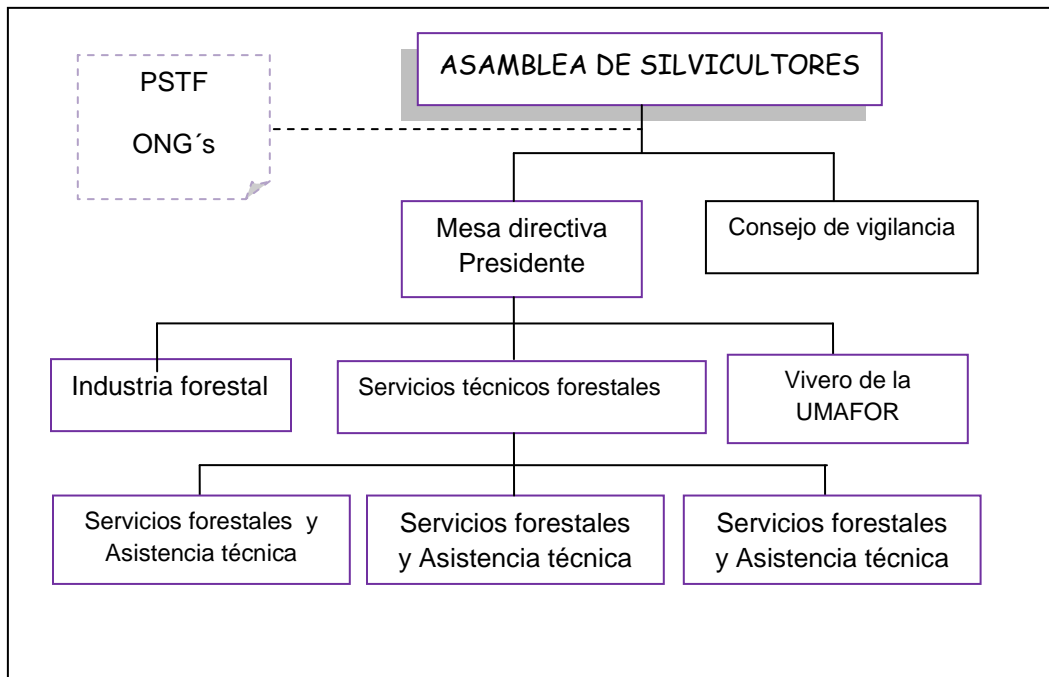 PSTF
ONG´s
ASAMBLEA DE SILVICULTORES
Mesa directiva
Presidente
Consejo de vigilancia
Industria forestal
Servicios técnicos forestales
Vivero de la
UMAFOR
Servicios forestales y
Asistencia técnica
Servicios forestales
y Asistencia técnica
Servicios forestales
y Asistencia técnica